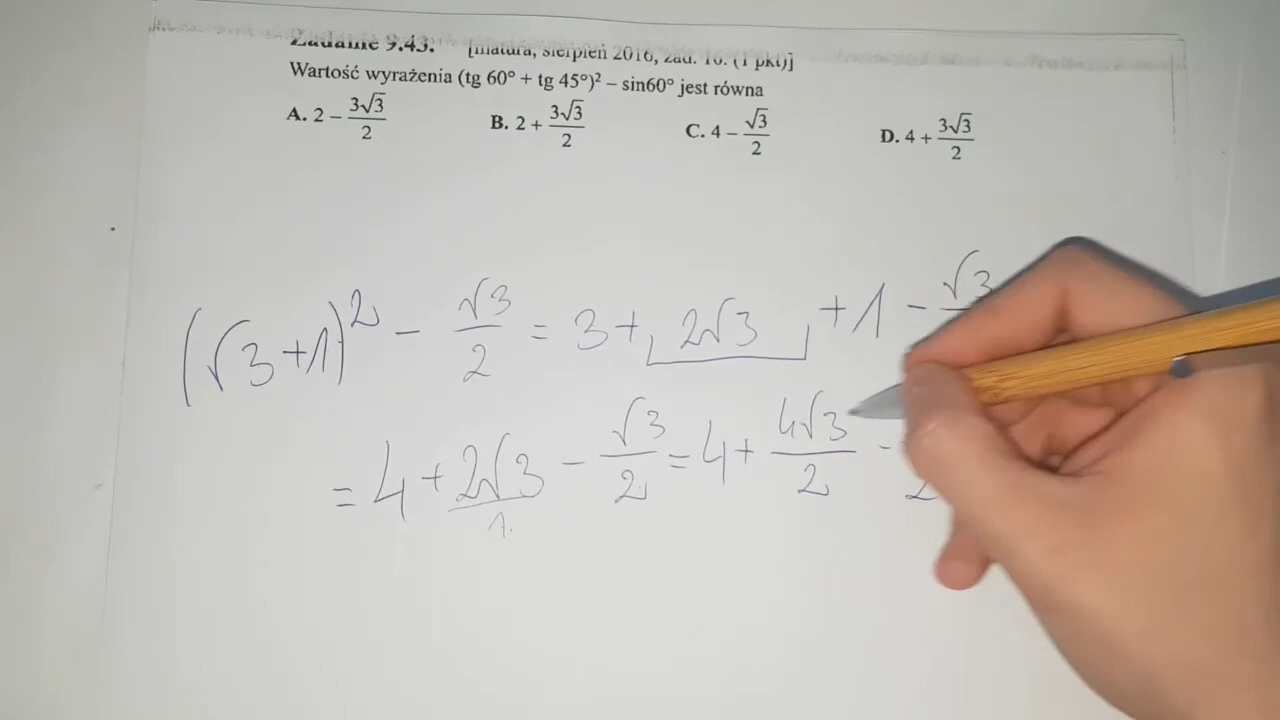 Zadanie 9.43. [matura, sierpień 2016, zad. 16. (1 pkt)]
Wartość wyrażenia (tg 60° + tg 45°)² – sin60° jest równa
A. 2 – 3√3/2 B. 2 + 3√3/2 C. 4 – √3/2 D. 4 + 3√3/2
(√3+1)² – √3/2 = 3 + 2√3 + 1 – √3
= 4 + 2√3/1 – √3/2 = 4 + 4√3/2 – 2